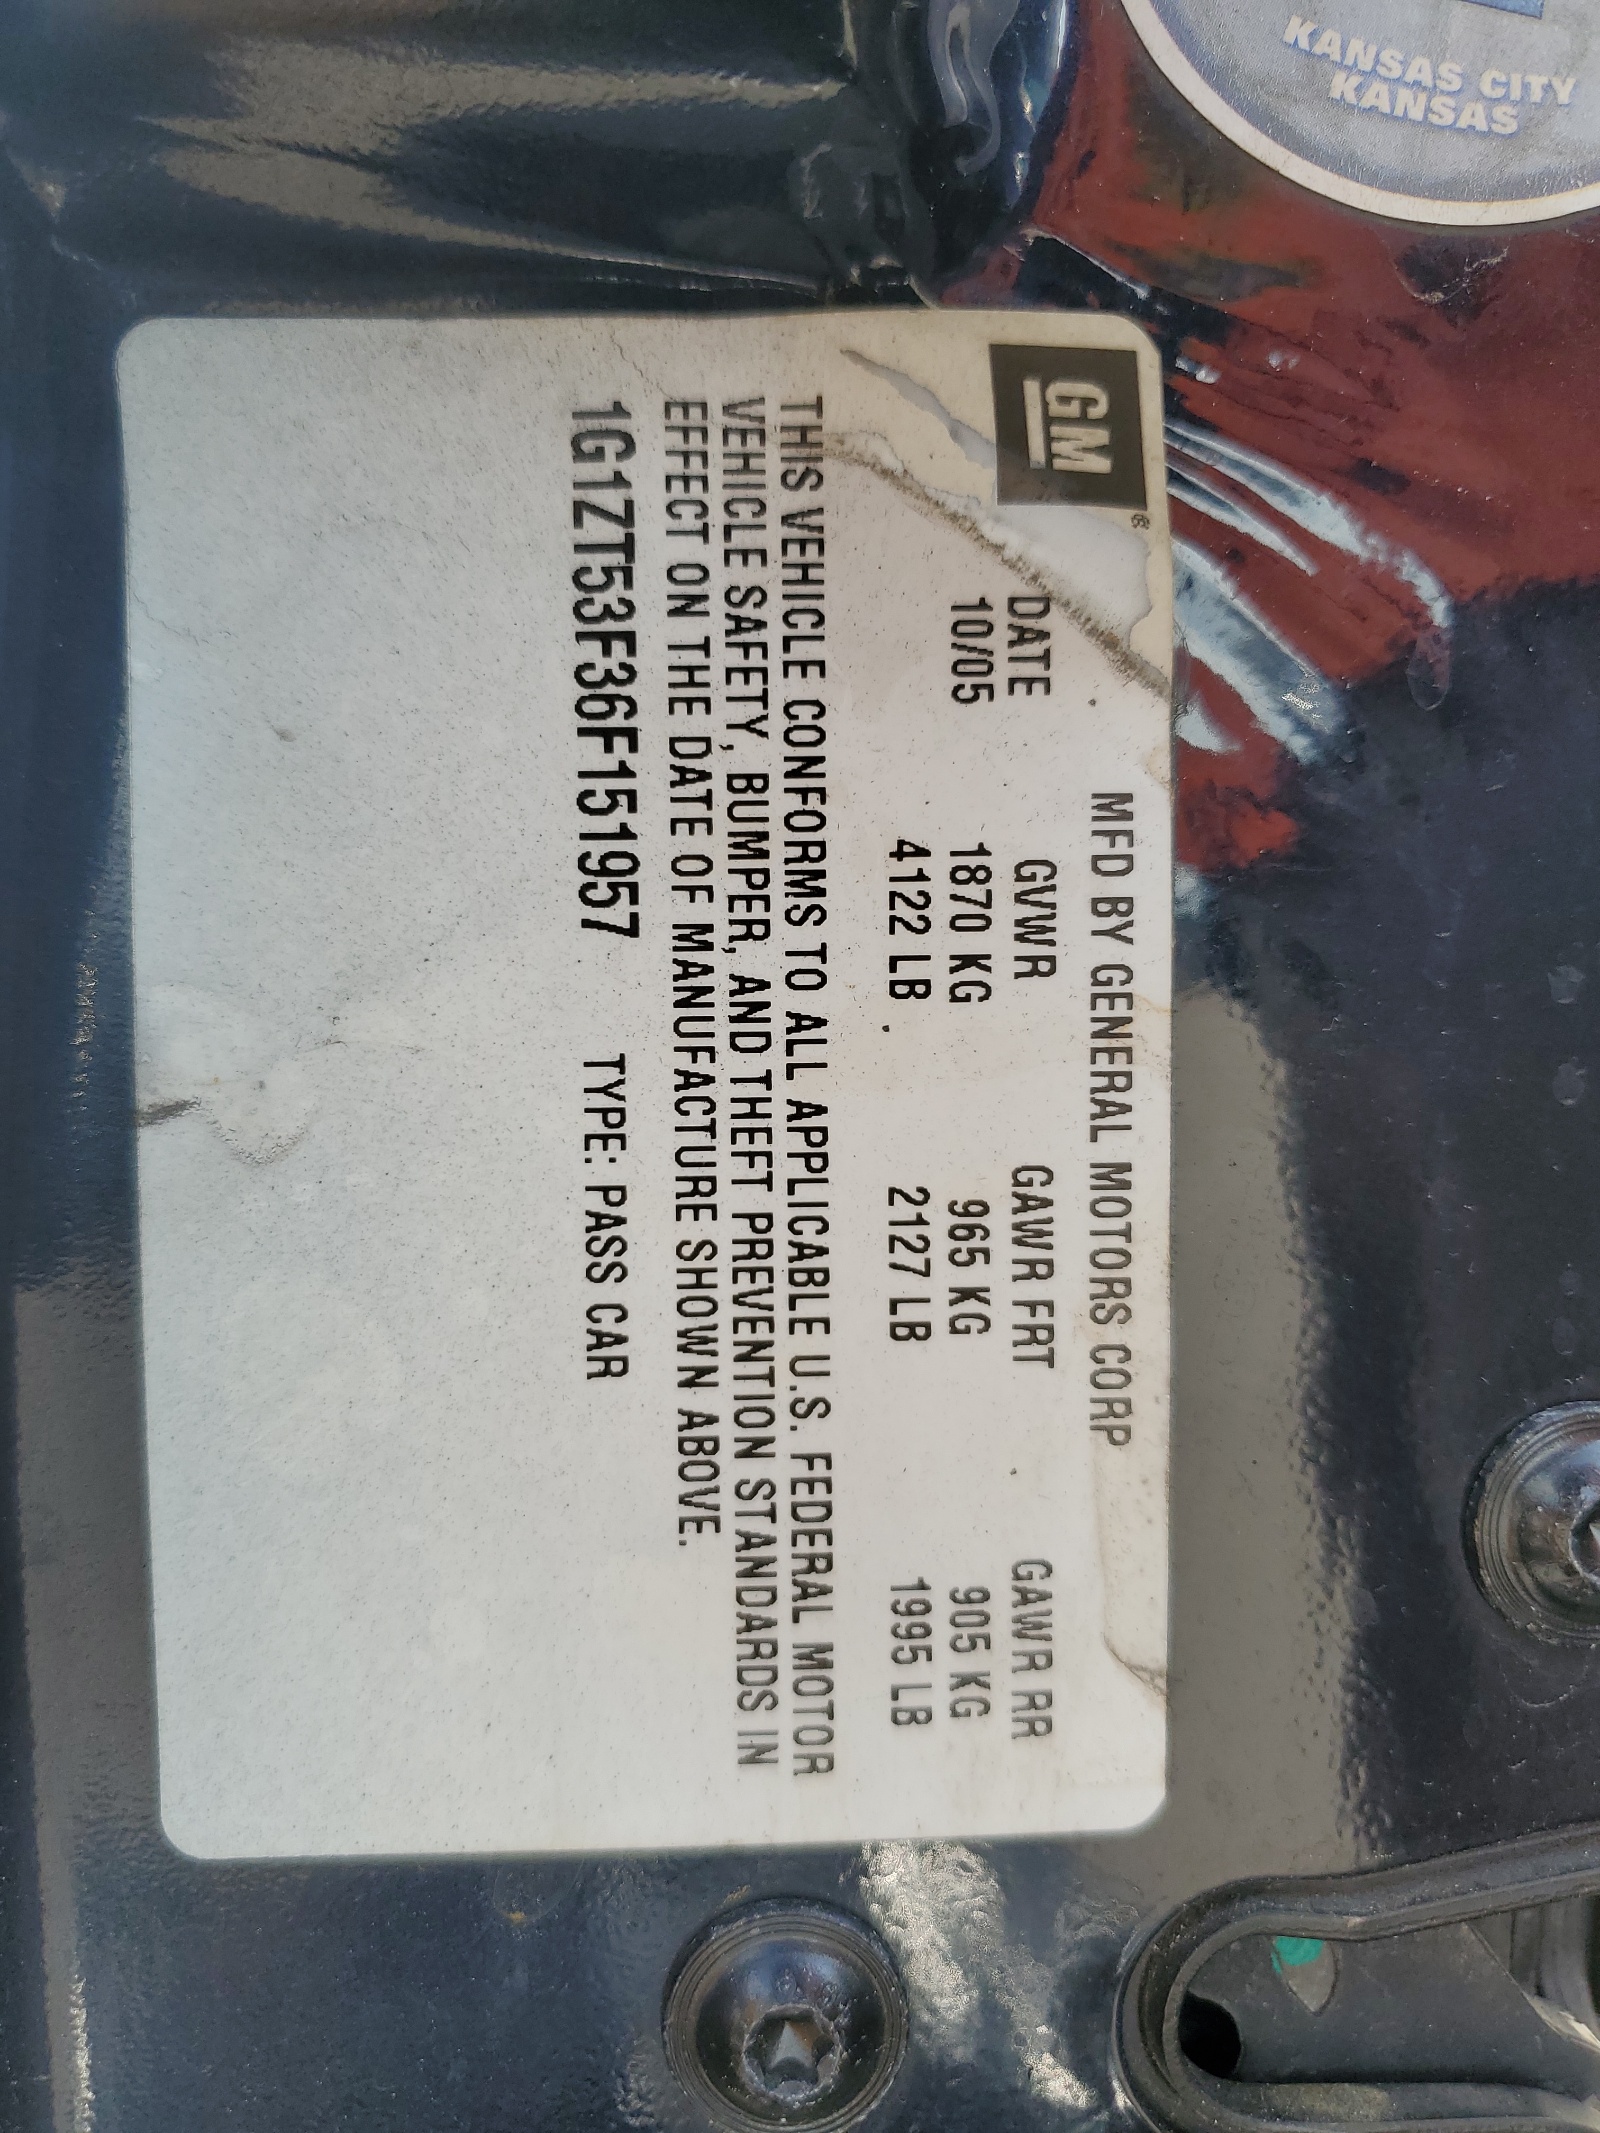 KANSAS CITY
KANSAS
GM
MFD BY GENERAL MOTORS CORP
DATE GVWR GAWR FRT GAWR RR
10/05 1870 KG 965 KG 905 KG
4122 LB 2127 LB 1995 LB
THIS VEHICLE CONFORMS TO ALL APPLICABLE U.S. FEDERAL MOTOR
VEHICLE SAFETY, BUMPER, AND THEFT PREVENTION STANDARDS IN
EFFECT ON THE DATE OF MANUFACTURE SHOWN ABOVE.
1G1ZT53F36F151957 TYPE: PASS CAR